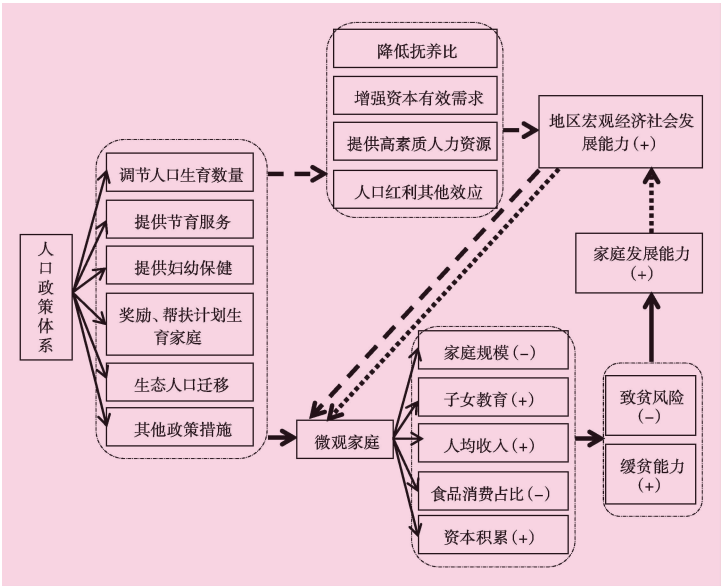 人口政策体系
调节人口生育数量
提供节育服务
提供妇幼保健
奖励、帮扶计划生
育家庭
生态人口迁移
其他政策措施
降低抚养比
增强资本有效需求
提供高素质人力资源
人口红利其他效应
地区宏观经济社会发
展能力(+)
家庭发展能力
(+)
微观家庭
家庭规模(-)
子女教育(+)
人均收入(+)
食品消费占比(-)
资本积累(+)
致贫风险
(-)
缓贫能力
(+)